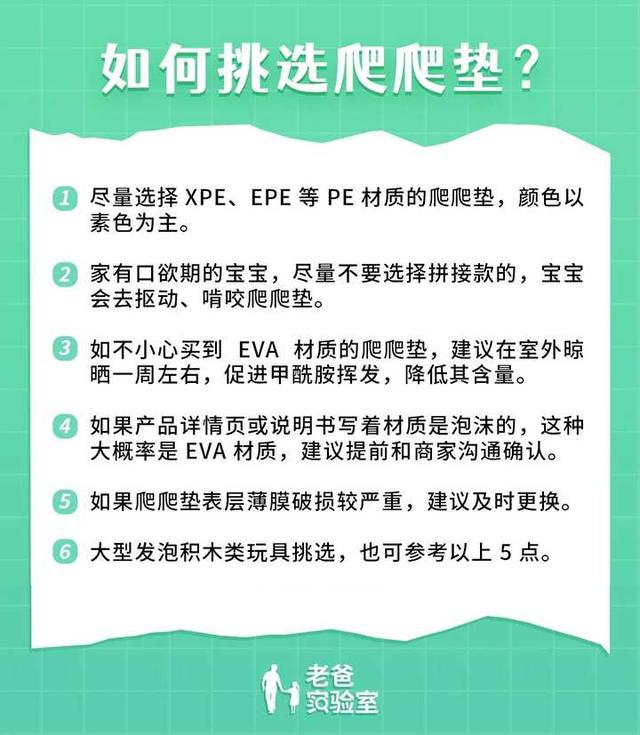 如何挑选爬爬垫？
1 尽量选择 XPE、EPE 等 PE 材质的爬爬垫，颜色以
素色为主。
2 家有口欲期的宝宝，尽量不要选择拼接款的，宝宝
会去抠动、啃咬爬爬垫。
3 如不小心买到 EVA 材质的爬爬垫，建议在室外晾
晒一周左右，促进甲酰胺挥发，降低其含量。
4 如果产品详情页或说明书写着材质是泡沫的，这种
大概率是 EVA 材质，建议提前和商家沟通确认。
5 如果爬爬垫表层薄膜破损较严重，建议及时更换。
6 大型发泡积木类玩具挑选，也可参考以上 5 点。
老爸
实验室